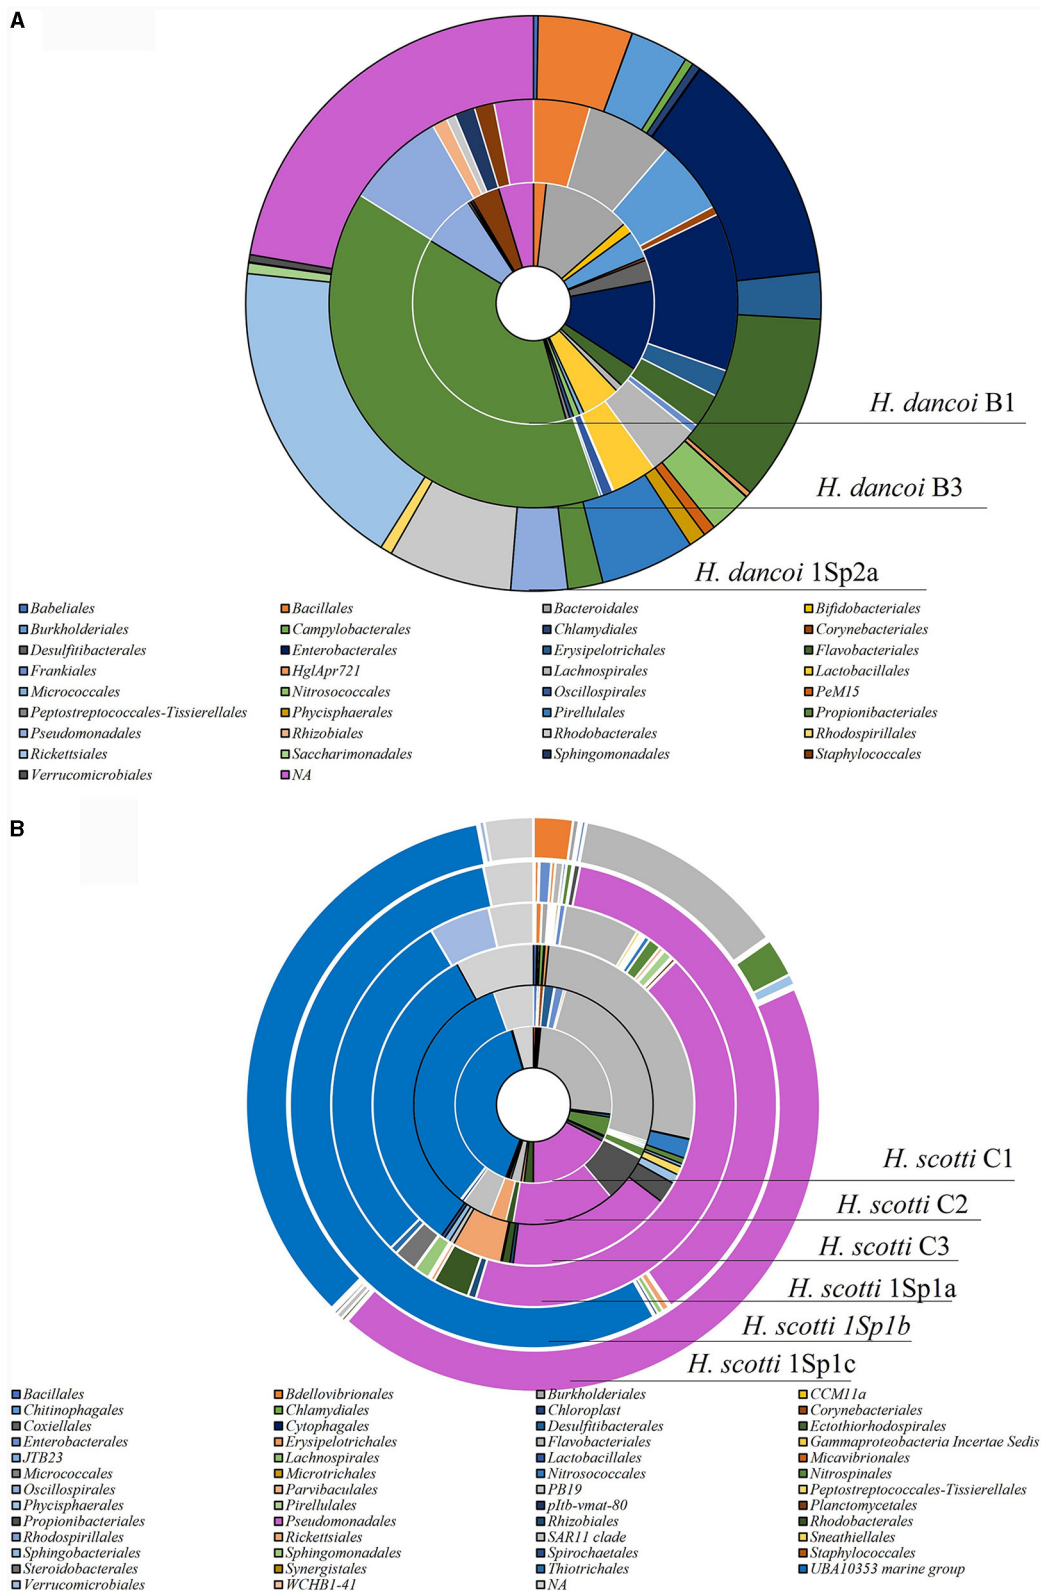 A
H. dancoi B1
H. dancoi B3
H. dancoi 1Sp2a
Babeliales Bacillales Bacteroidales Bifidobacteriales
Burkholderiales Campylobacterales Chlamydiales Corynebacteriales
Desulfitibacterales Enterobacterales Erysipelotrichales Flavobacteriales
Frankiales HglApr721 Lachnospirales Lactobacillales
Micrococcales Nitrosococcales Oscillospirales PeM15
Peptostreptococcales-Tissierellales Phycisphaerales Pirellulales Propionibacteriales
Pseudomonadales Rhizobiales Rhodobacterales Rhodospirillales
Rickettsiales Saccharimonadales Sphingomonadales Staphylococcales
Verrucomicrobiales NA
B
H. scotti C1
H. scotti C2
H. scotti C3
H. scotti 1Sp1a
H. scotti 1Sp1b
H. scotti 1Sp1c
Bacillales Bdellovibrionales Burkholderiales CCM11a
Chitinophagales Chlamydiales Chloroplast Corynebacteriales
Coxiellales Cytophagales Desulfitibacterales Ectothiorhodospirales
Enterobacterales Erysipelotrichales Flavobacteriales Gammaproteobacteria Incertae Sedis
JTB23 Lachnospirales Lactobacillales Micavibrionales
Micrococcales Microtrichales Nitrosococcales Nitrospinales
Oscillospirales Parvibaculales PB19 Peptostreptococcales-Tissierellales
Phycisphaerales Pirellulales pltb-vmat-80 Planctomycetales
Propionibacteriales Pseudomonadales Rhizobiales Rhodobacterales
Rhodospirillales Rickettsiales SAR11 clade Sneathiellales
Sphingobacteriales Sphingomonadales Spirochaetales Staphylococcales
Steroidobacterales Synergistales Thiotrichales UBA10353 marine group
Verrucomicrobiales WCHB1-41 NA